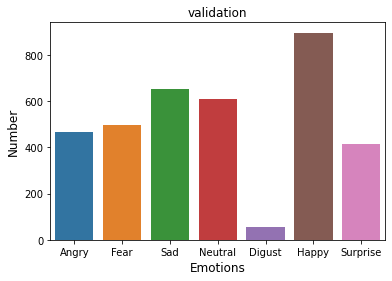 validation
Number
800
600
400
200
0
Angry Fear Sad Neutral Digust Happy Surprise
Emotions